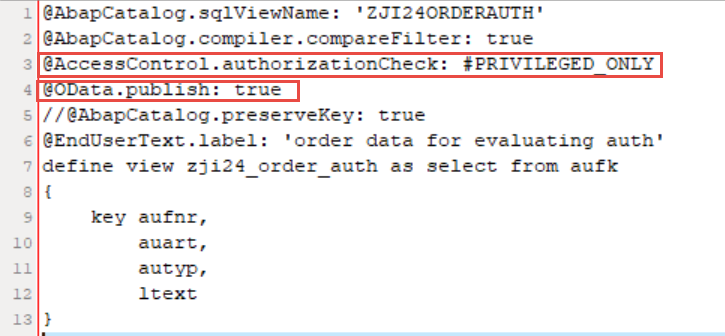 1 @AbapCatalog.sqlViewName: 'ZJI24ORDERAUTH'
2 @AbapCatalog.compiler.compareFilter: true
3 @AccessControl.authorizationCheck: #PRIVILEGED_ONLY
4 @OData.publish: true
5 //@AbapCatalog.preserveKey: true
6 @EndUserText.label: 'order data for evaluating auth'
7 define view zji24_order_auth as select from aufk
8 {
9     key aufnr,
10         auart,
11         autyp,
12         ltext
13 }